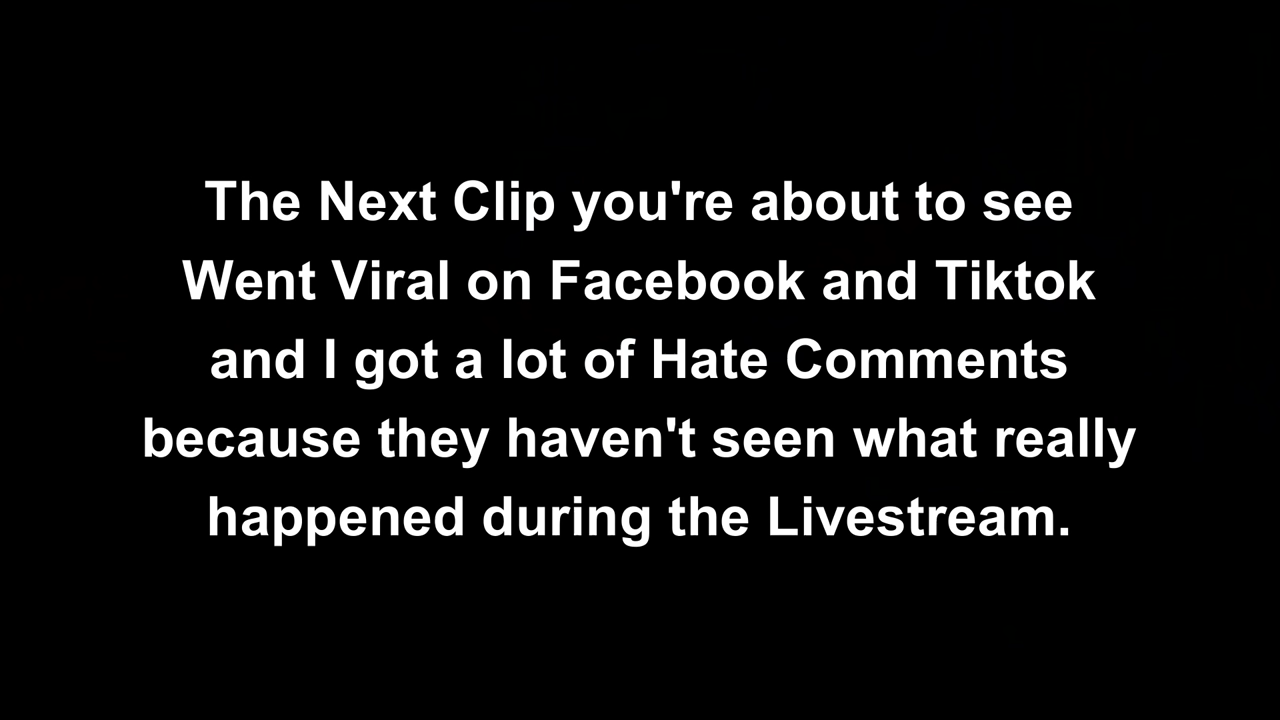 The Next Clip you're about to see
Went Viral on Facebook and Tiktok
and I got a lot of Hate Comments
because they haven't seen what really
happened during the Livestream.